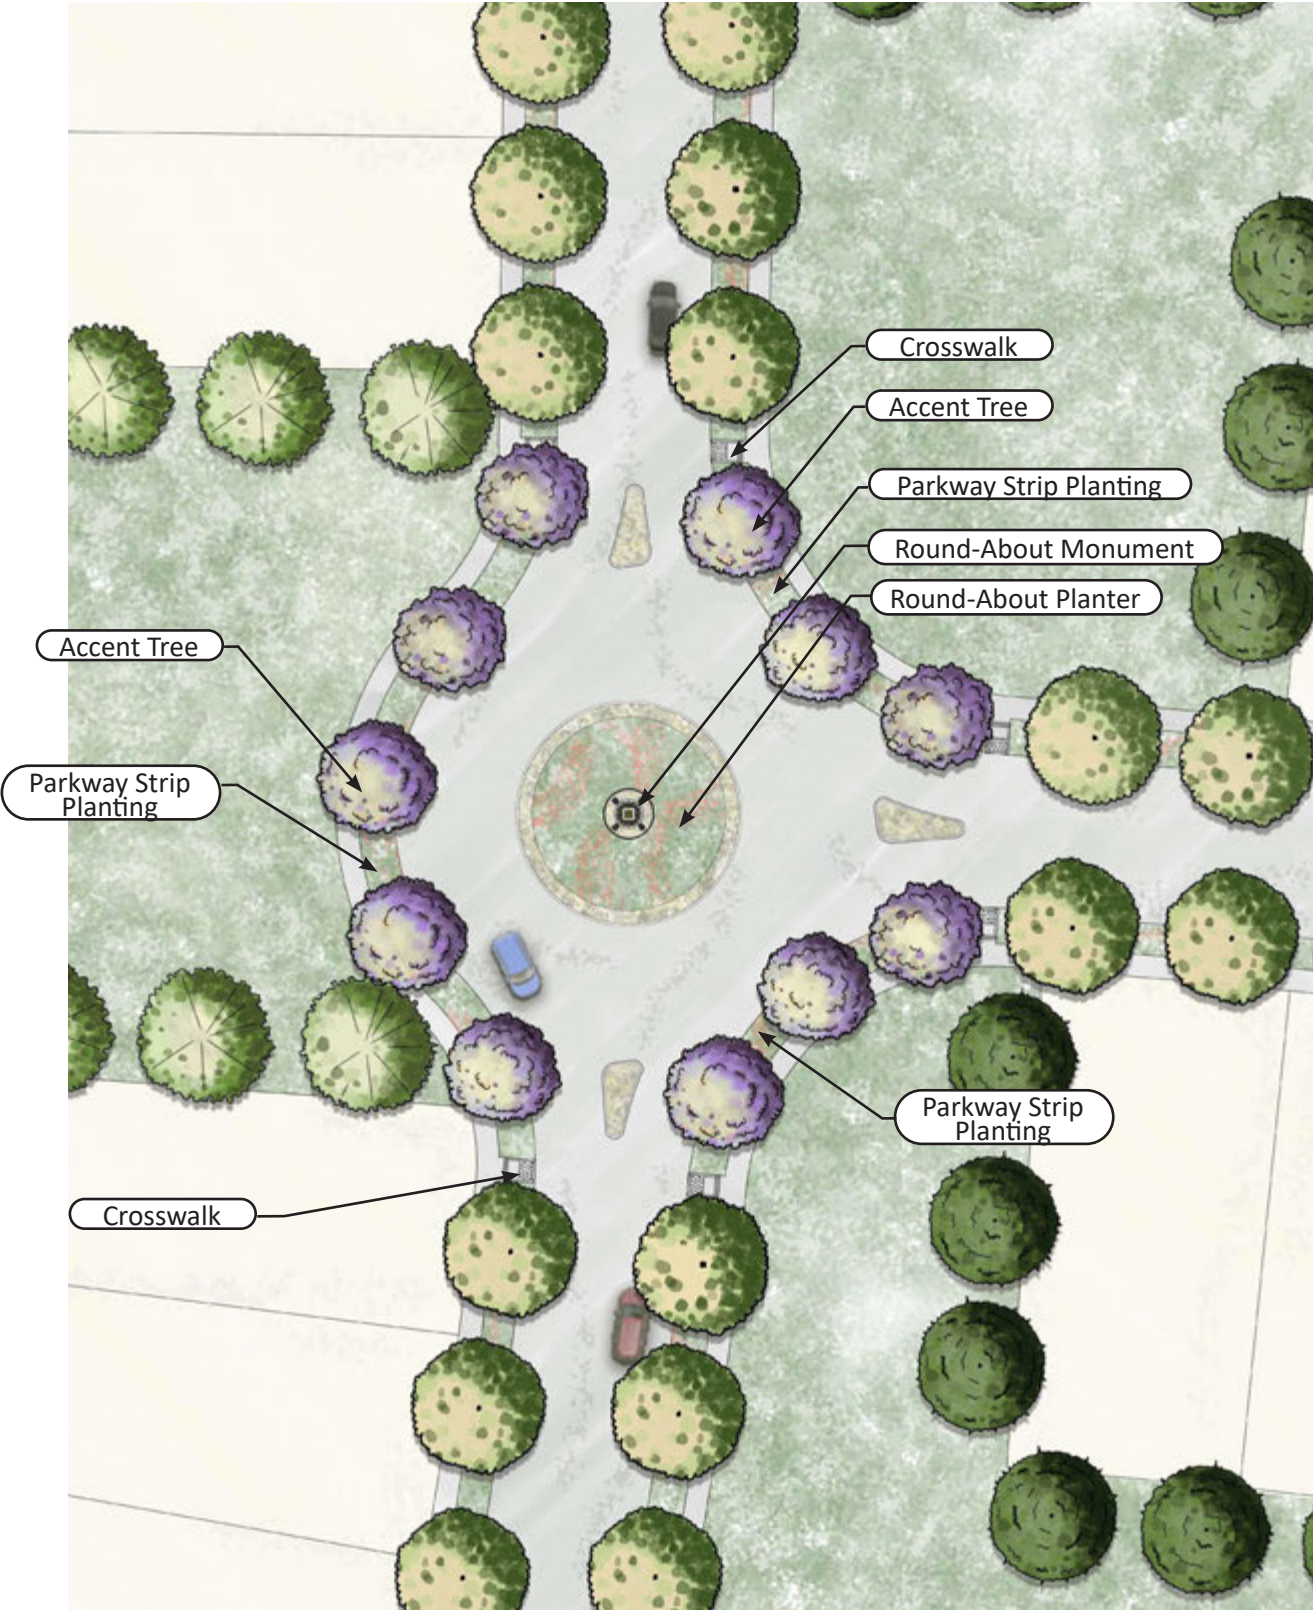 Crosswalk
Accent Tree
Parkway Strip Planting
Round-About Monument
Round-About Planter
Accent Tree
Parkway Strip
Planting
Parkway Strip
Planting
Crosswalk